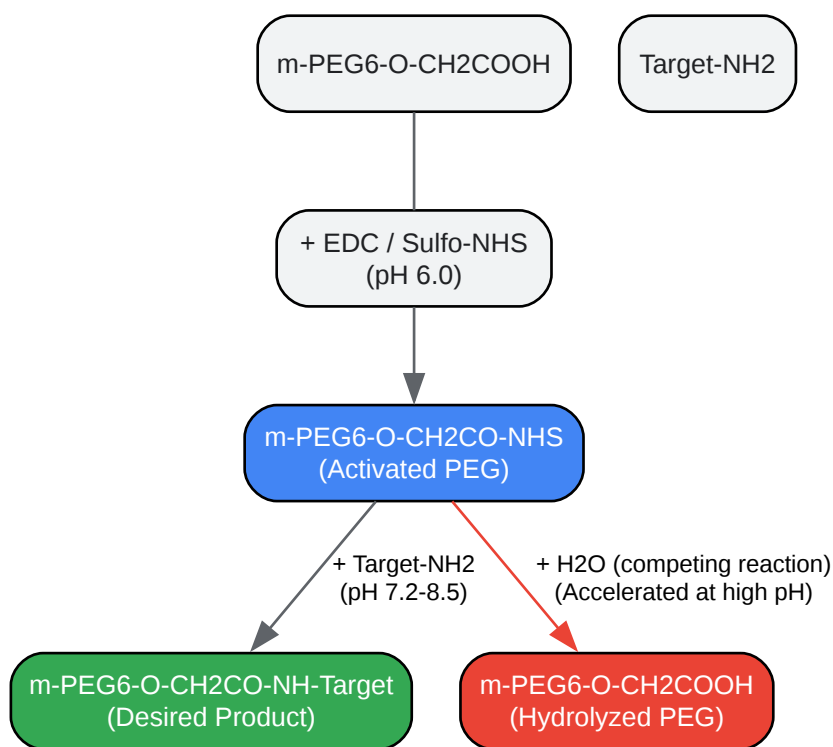 m-PEG6-O-CH2COOH
Target-NH2
+ EDC / Sulfo-NHS
(pH 6.0)
m-PEG6-O-CH2CO-NHS
(Activated PEG)
+ Target-NH2
(pH 7.2-8.5)
+ H2O (competing reaction)
(Accelerated at high pH)
m-PEG6-O-CH2CO-NH-Target
(Desired Product)
m-PEG6-O-CH2COOH
(Hydrolyzed PEG)